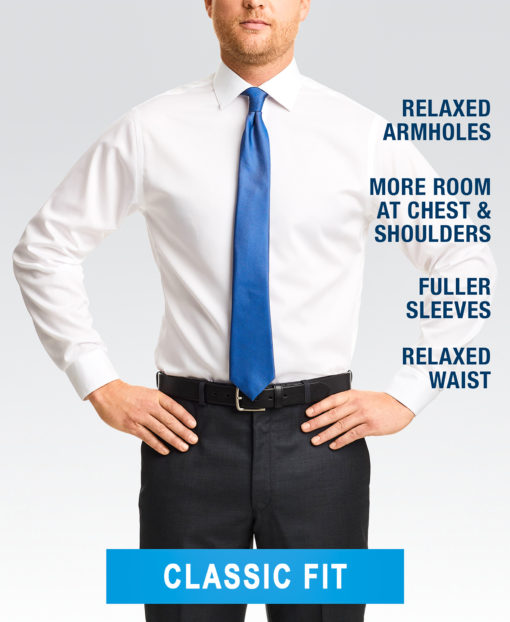 RELAXED
ARMHOLES
MORE ROOM
AT CHEST &
SHOULDERS
FULLER
SLEEVES
RELAXED
WAIST
CLASSIC FIT